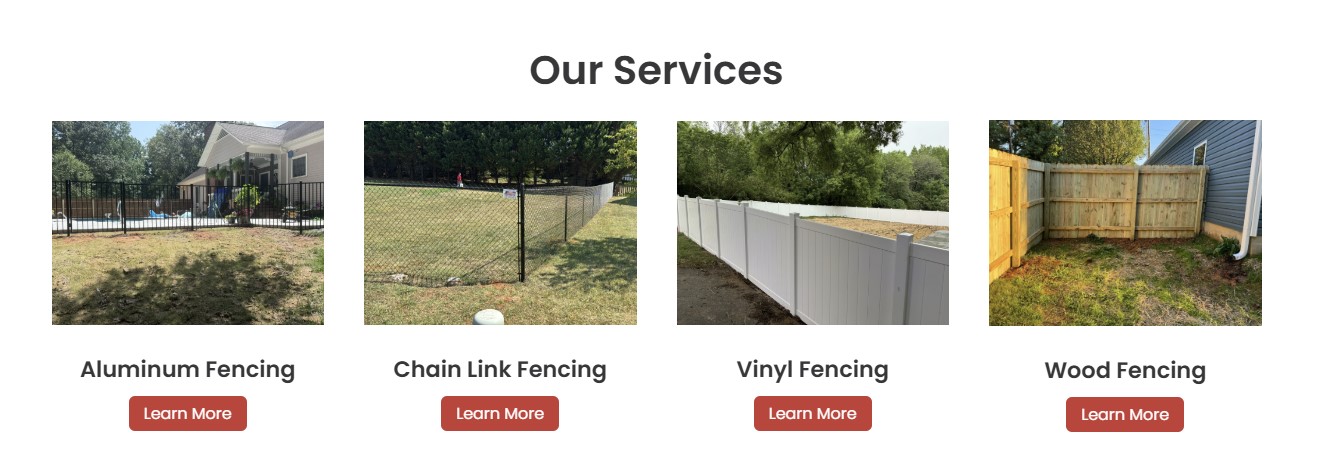 Our Services
Aluminum Fencing
Chain Link Fencing
Vinyl Fencing
Wood Fencing
Learn More
Learn More
Learn More
Learn More